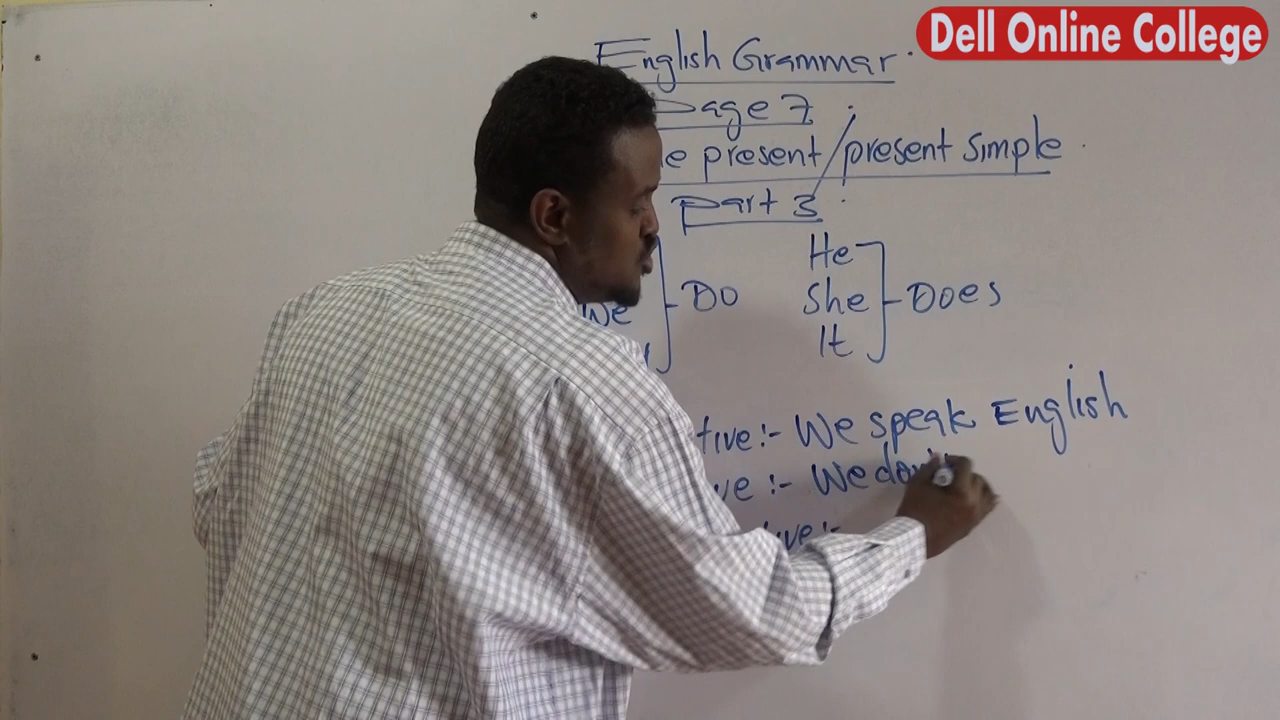 Dell Online College
English Grammar.
page 7.
present/present simple.
part 3.
He
She
It
We
Do
Does
We speak English
We don't